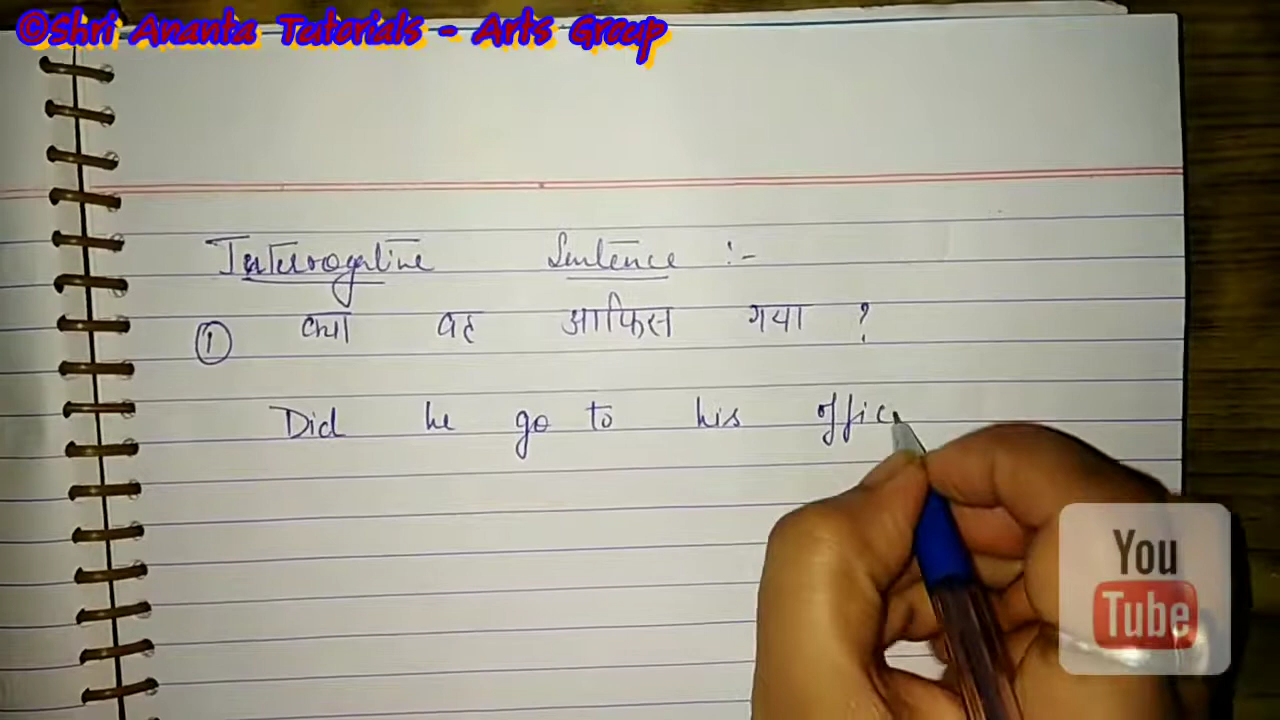 ©Shri Ananta Tutorials - Arts Group
Interrogative Sentence :-
① क्या वह आफिस गया ?
Did he go to his offic
You
Tube